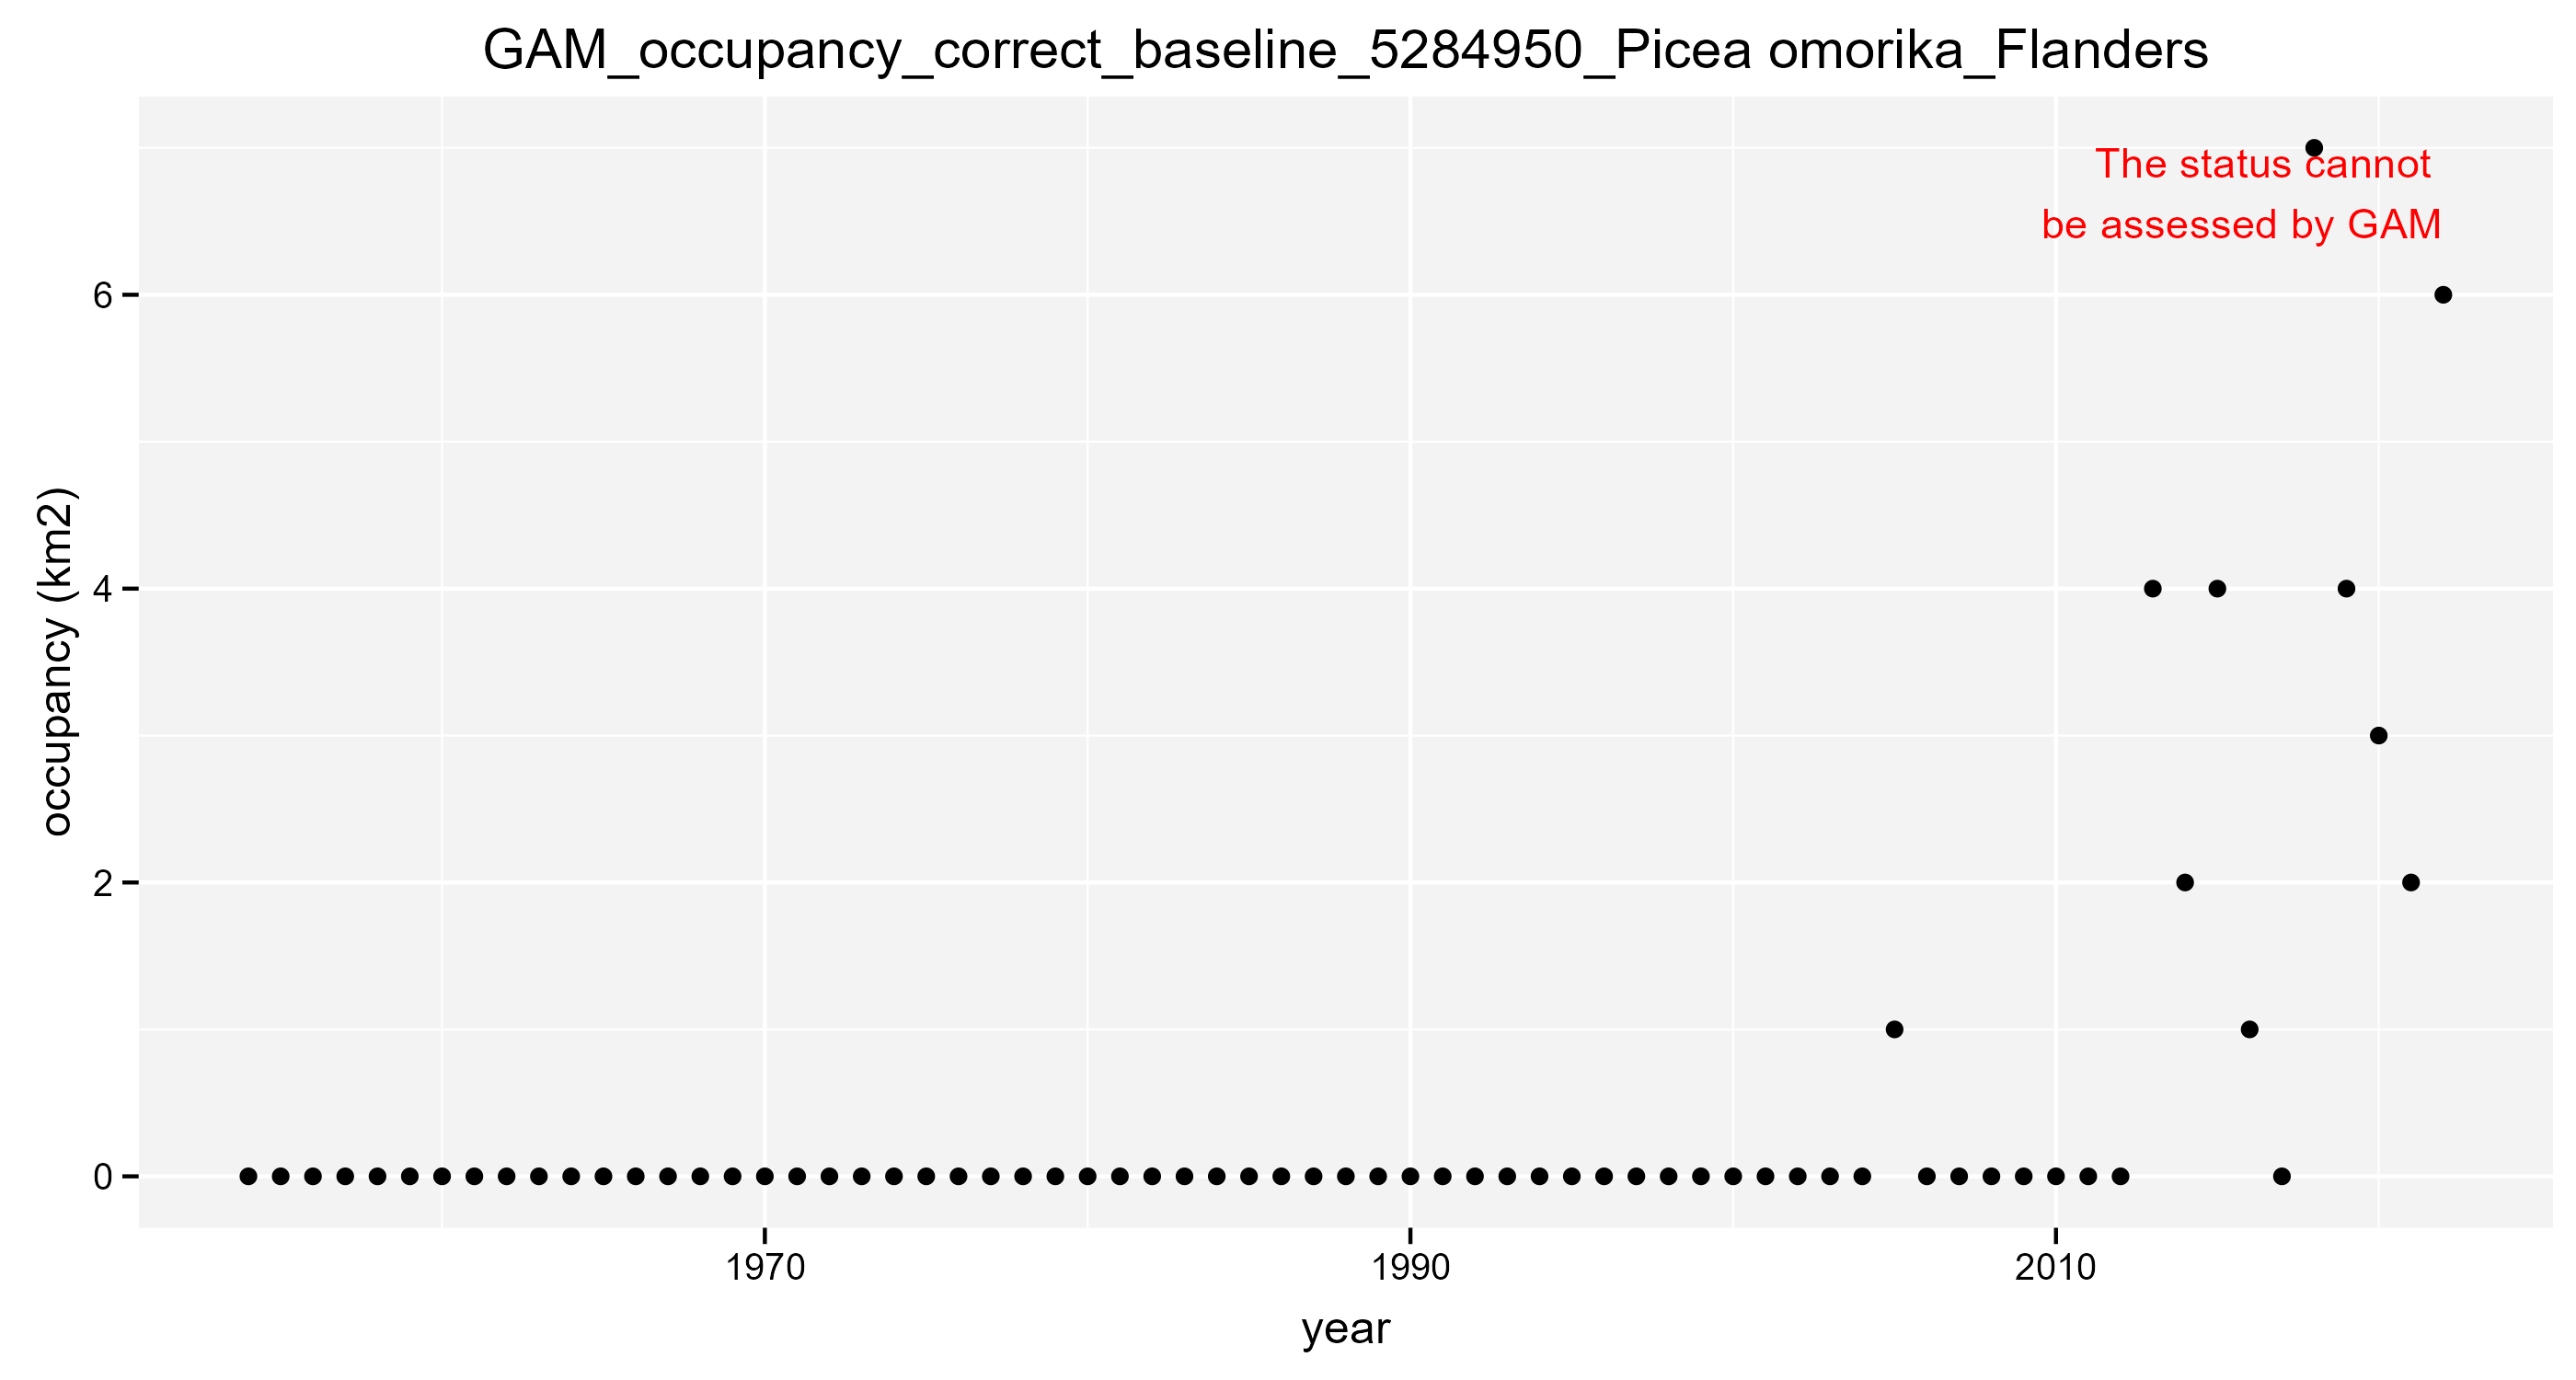 GAM_occupancy_correct_baseline_5284950_Picea omorika_Flanders
The status cannot
be assessed by GAM
occupancy (km2)
6
4
2
0
1970 1990 2010
year